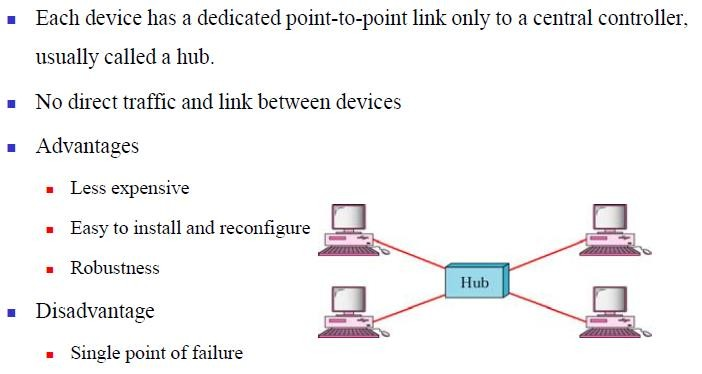 Each device has a dedicated point-to-point link only to a central controller,
usually called a hub.
No direct traffic and link between devices
Advantages
Less expensive
Easy to install and reconfigure
Robustness
Hub
Disadvantage
Single point of failure